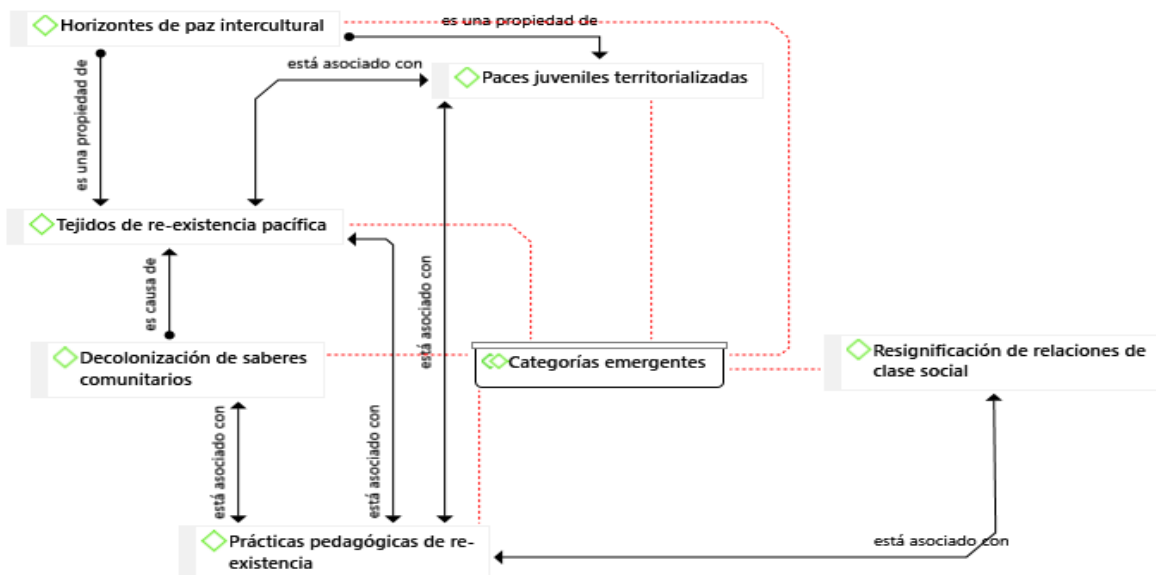 Horizontes de paz intercultural
es una propiedad de
está asociado con
Paces juveniles territorializadas
es una propiedad de
Tejidos de re-existencia pacífica
es causa de
está asociado con
Decolonización de saberes
comunitarios
Categorías emergentes
Resignificación de relaciones de
clase social
está asociado con
está asociado con
Prácticas pedagógicas de re-
existencia
está asociado con